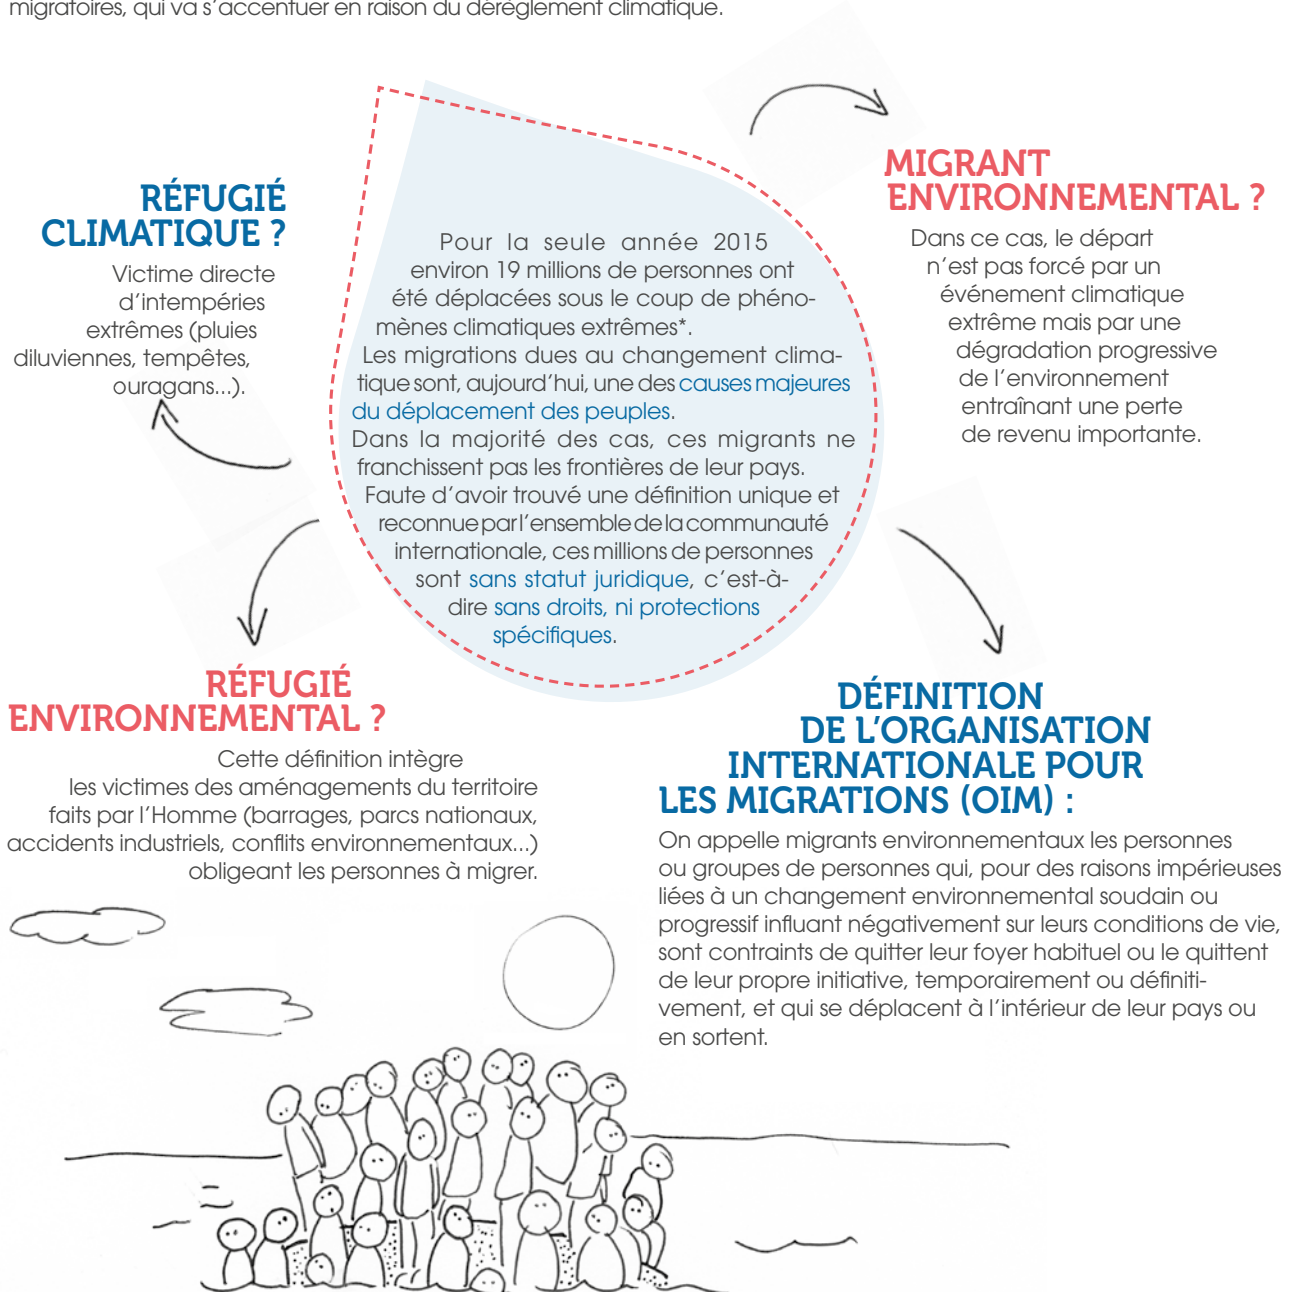 migratoires, qui va s’accentuer en raison du dérèglement climatique.
RÉFUGIÉ
CLIMATIQUE ?
Victime directe
d’intempéries
extrêmes (pluies
diluviennes, tempêtes,
ouragans...).
Pour la seule année 2015
environ 19 millions de personnes ont
été déplacées sous le coup de phéno-
mènes climatiques extrêmes*.
Les migrations dues au changement clima-
tique sont, aujourd’hui, une des causes majeures
du déplacement des peuples.
Dans la majorité des cas, ces migrants ne
franchissent pas les frontières de leur pays.
Faute d’avoir trouvé une définition unique et
reconnue par l’ensemble de la communauté
internationale, ces millions de personnes
sont sans statut juridique, c’est-à-
dire sans droits, ni protections
spécifiques.
MIGRANT
ENVIRONNEMENTAL ?
Dans ce cas, le départ
n’est pas forcé par un
événement climatique
extrême mais par une
dégradation progressive
de l’environnement
entraînant une perte
de revenu importante.
RÉFUGIÉ
ENVIRONNEMENTAL ?
Cette définition intègre
les victimes des aménagements du territoire
faits par l’Homme (barrages, parcs nationaux,
accidents industriels, conflits environnementaux...)
obligeant les personnes à migrer.
DÉFINITION
DE L’ORGANISATION
INTERNATIONALE POUR
LES MIGRATIONS (OIM) :
On appelle migrants environnementaux les personnes
ou groupes de personnes qui, pour des raisons impérieuses
liées à un changement environnemental soudain ou
progressif influant négativement sur leurs conditions de vie,
sont contraints de quitter leur foyer habituel ou le quittent
de leur propre initiative, temporairement ou définiti-
vement, et qui se déplacent à l’intérieur de leur pays ou
en sortent.